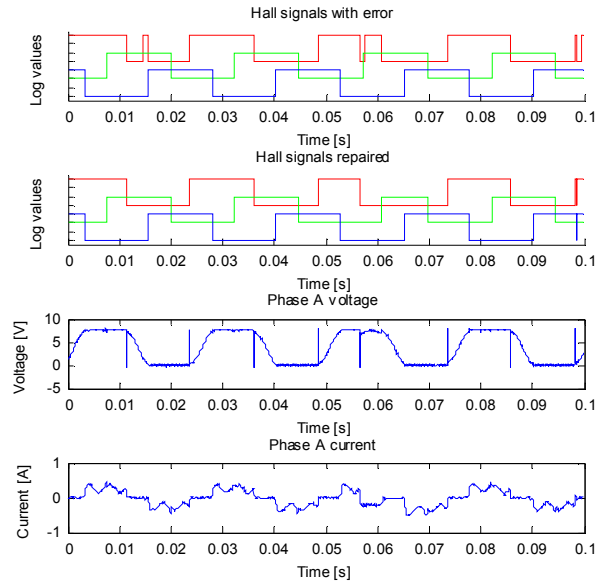 Hall signals with error
Log values
0 0.01 0.02 0.03 0.04 0.05 0.06 0.07 0.08 0.09 0.1
Time [s]
Hall signals repaired
Log values
0 0.01 0.02 0.03 0.04 0.05 0.06 0.07 0.08 0.09 0.1
Time [s]
Phase A voltage
Voltage [V]
10
5
0
-5
0 0.01 0.02 0.03 0.04 0.05 0.06 0.07 0.08 0.09 0.1
Time [s]
Phase A current
Current [A]
1
0
-1
0 0.01 0.02 0.03 0.04 0.05 0.06 0.07 0.08 0.09 0.1
Time [s]